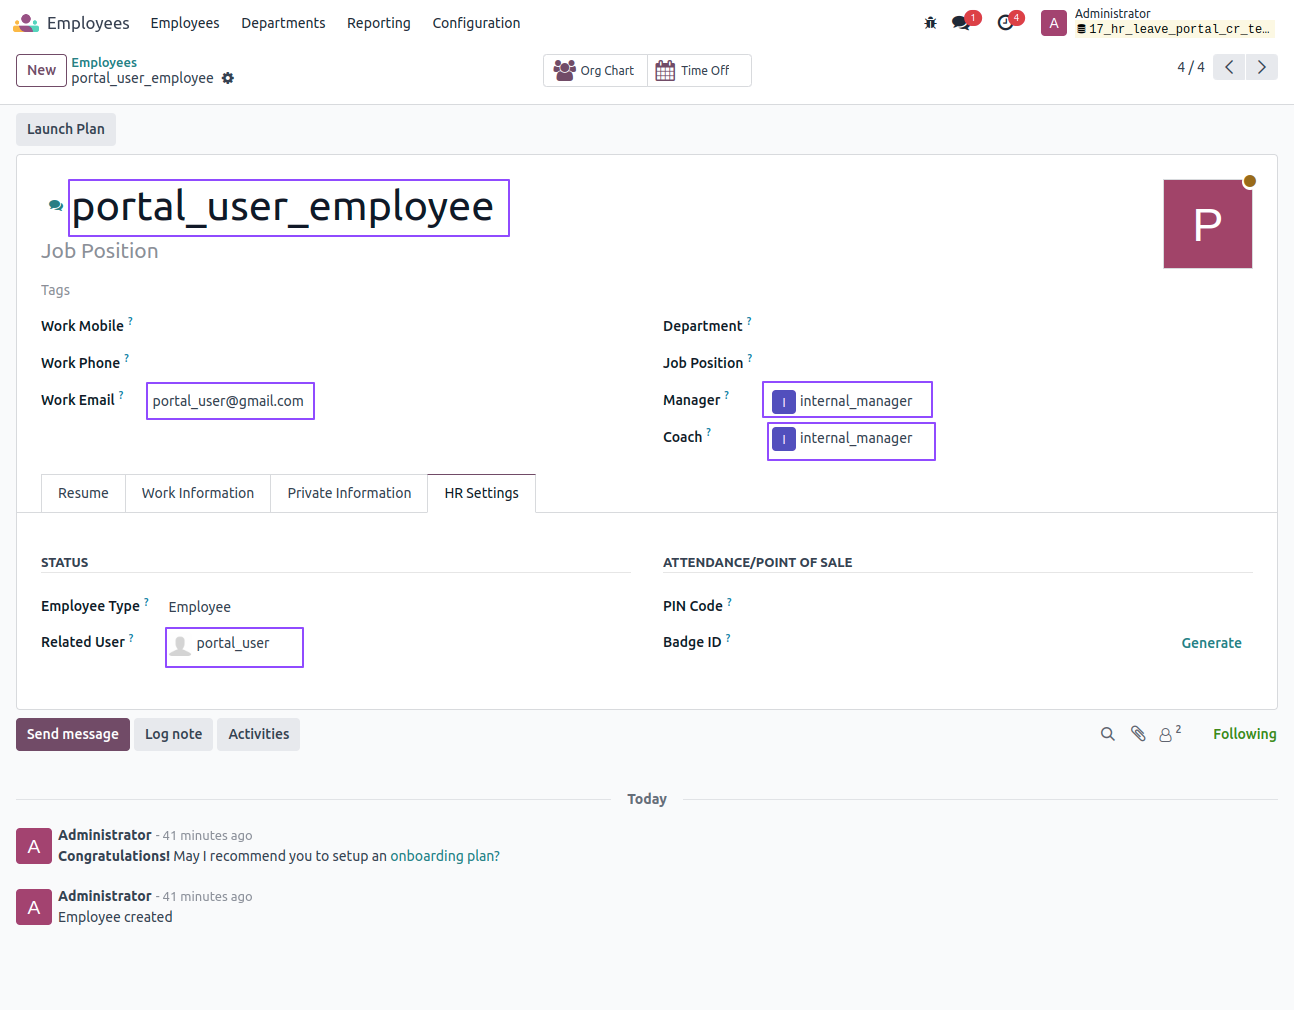 Employees Employees Departments Reporting Configuration 1 4 A Administrator
17_hr_leave_portal_cr_te...
New Employees
portal_user_employee
Org Chart Time Off 4 / 4
Launch Plan
portal_user_employee
P
Job Position
Tags
Work Mobile ? Department ?
Work Phone ? Job Position ?
Work Email ? portal_user@gmail.com Manager ? I internal_manager
Coach ? I internal_manager
Resume Work Information Private Information HR Settings
STATUS ATTENDANCE/POINT OF SALE
Employee Type ? Employee PIN Code ?
Related User ? portal_user Badge ID ? Generate
Send message Log note Activities 2 Following
Today
A Administrator - 41 minutes ago
Congratulations! May I recommend you to setup an onboarding plan?
A Administrator - 41 minutes ago
Employee created